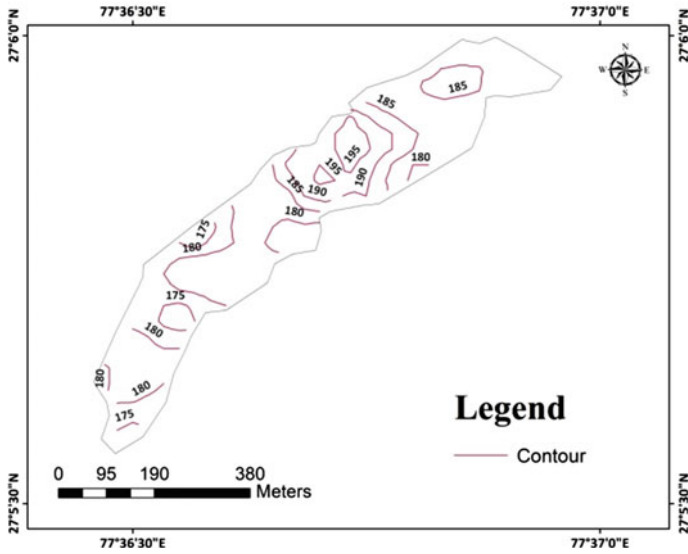 77°36'30"E 77°37'0"E
27°6'0"N 27°6'0"N
N
W E
S
185
185
180
195
195
190
190
185
180
175
180
175
180
180
180
175
Legend
Contour
0 95 190 380
Meters
27°5'30"N 27°5'30"N
77°36'30"E 77°37'0"E